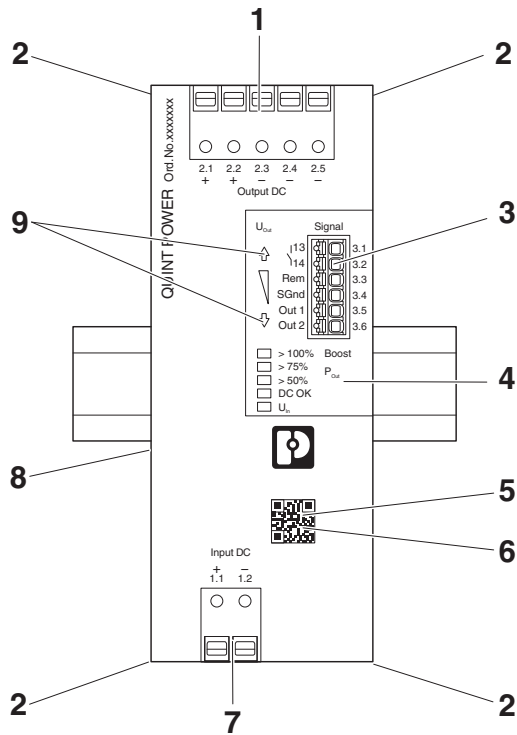 1
2 2
2.1 2.2 2.3 2.4 2.5
+ + − − −
Output DC
QUINT POWER Ord.No.xxxxxxx
9
3
UOut Signal
13 3.1
14 3.2
Rem 3.3
SGnd 3.4
Out 1 3.5
Out 2 3.6
> 100% Boost
> 75% POut
> 50%
DC OK
UIn
4
8
5
6
Input DC
+ −
1.1 1.2
2 2
7